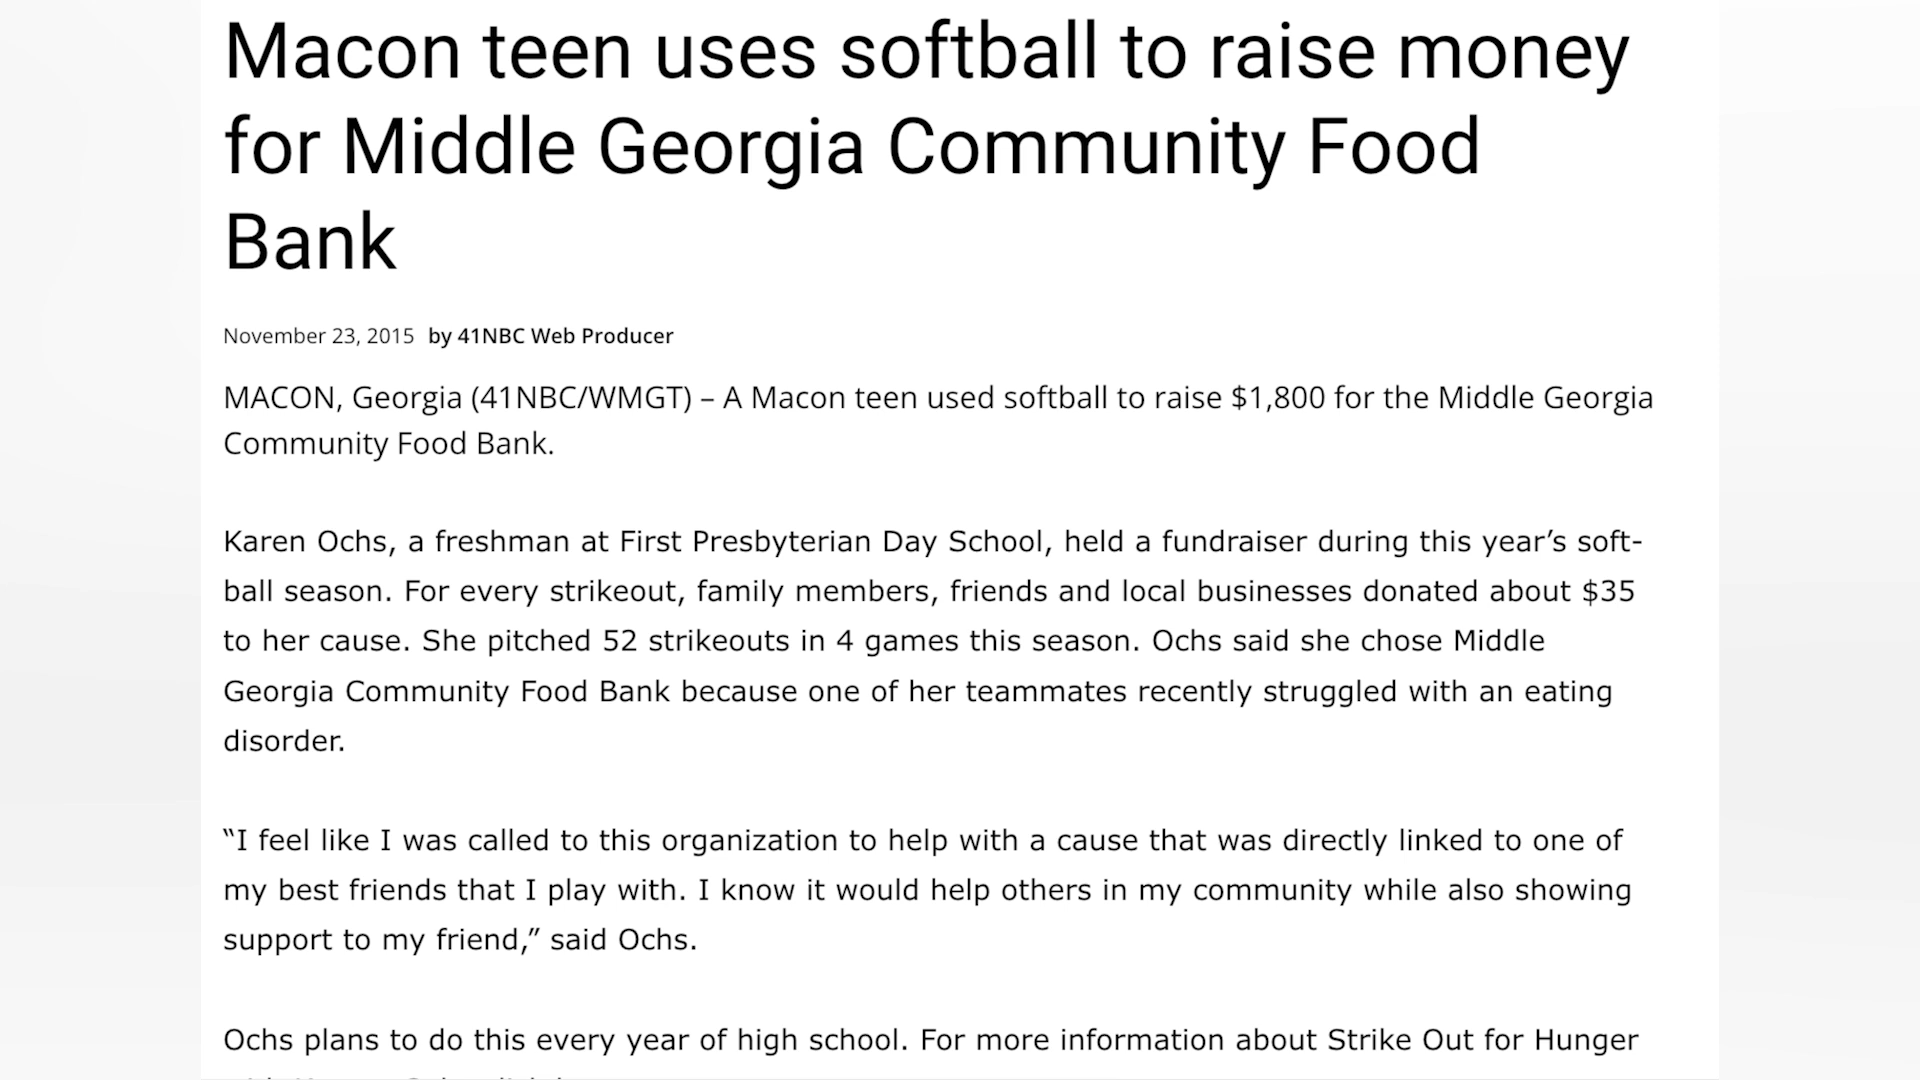 Macon teen uses softball to raise money
for Middle Georgia Community Food
Bank
November 23, 2015 by 41NBC Web Producer
MACON, Georgia (41NBC/WMGT) – A Macon teen used softball to raise $1,800 for the Middle Georgia
Community Food Bank.
Karen Ochs, a freshman at First Presbyterian Day School, held a fundraiser during this year’s soft-
ball season. For every strikeout, family members, friends and local businesses donated about $35
to her cause. She pitched 52 strikeouts in 4 games this season. Ochs said she chose Middle
Georgia Community Food Bank because one of her teammates recently struggled with an eating
disorder.
“I feel like I was called to this organization to help with a cause that was directly linked to one of
my best friends that I play with. I know it would help others in my community while also showing
support to my friend,” said Ochs.
Ochs plans to do this every year of high school. For more information about Strike Out for Hunger